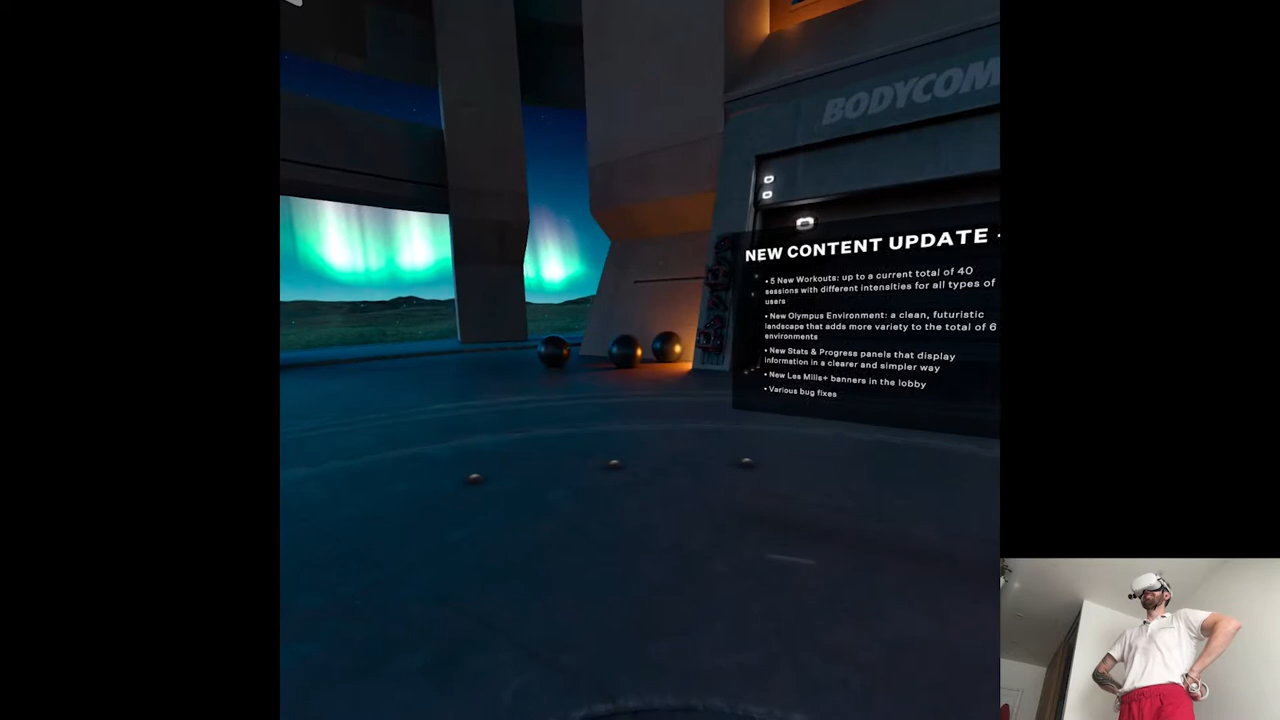 BODYCOM
NEW CONTENT UPDATE -
• 5 New Workouts: up to a current total of 40
sessions with different intensities for all types of
users
• New Olympus Environment: a clean, futuristic
landscape that adds more variety to the total of 6
environments
• New Stats & Progress panels that display
information in a clearer and simpler way
• New Les Mills+ banners in the lobby
• Various bug fixes